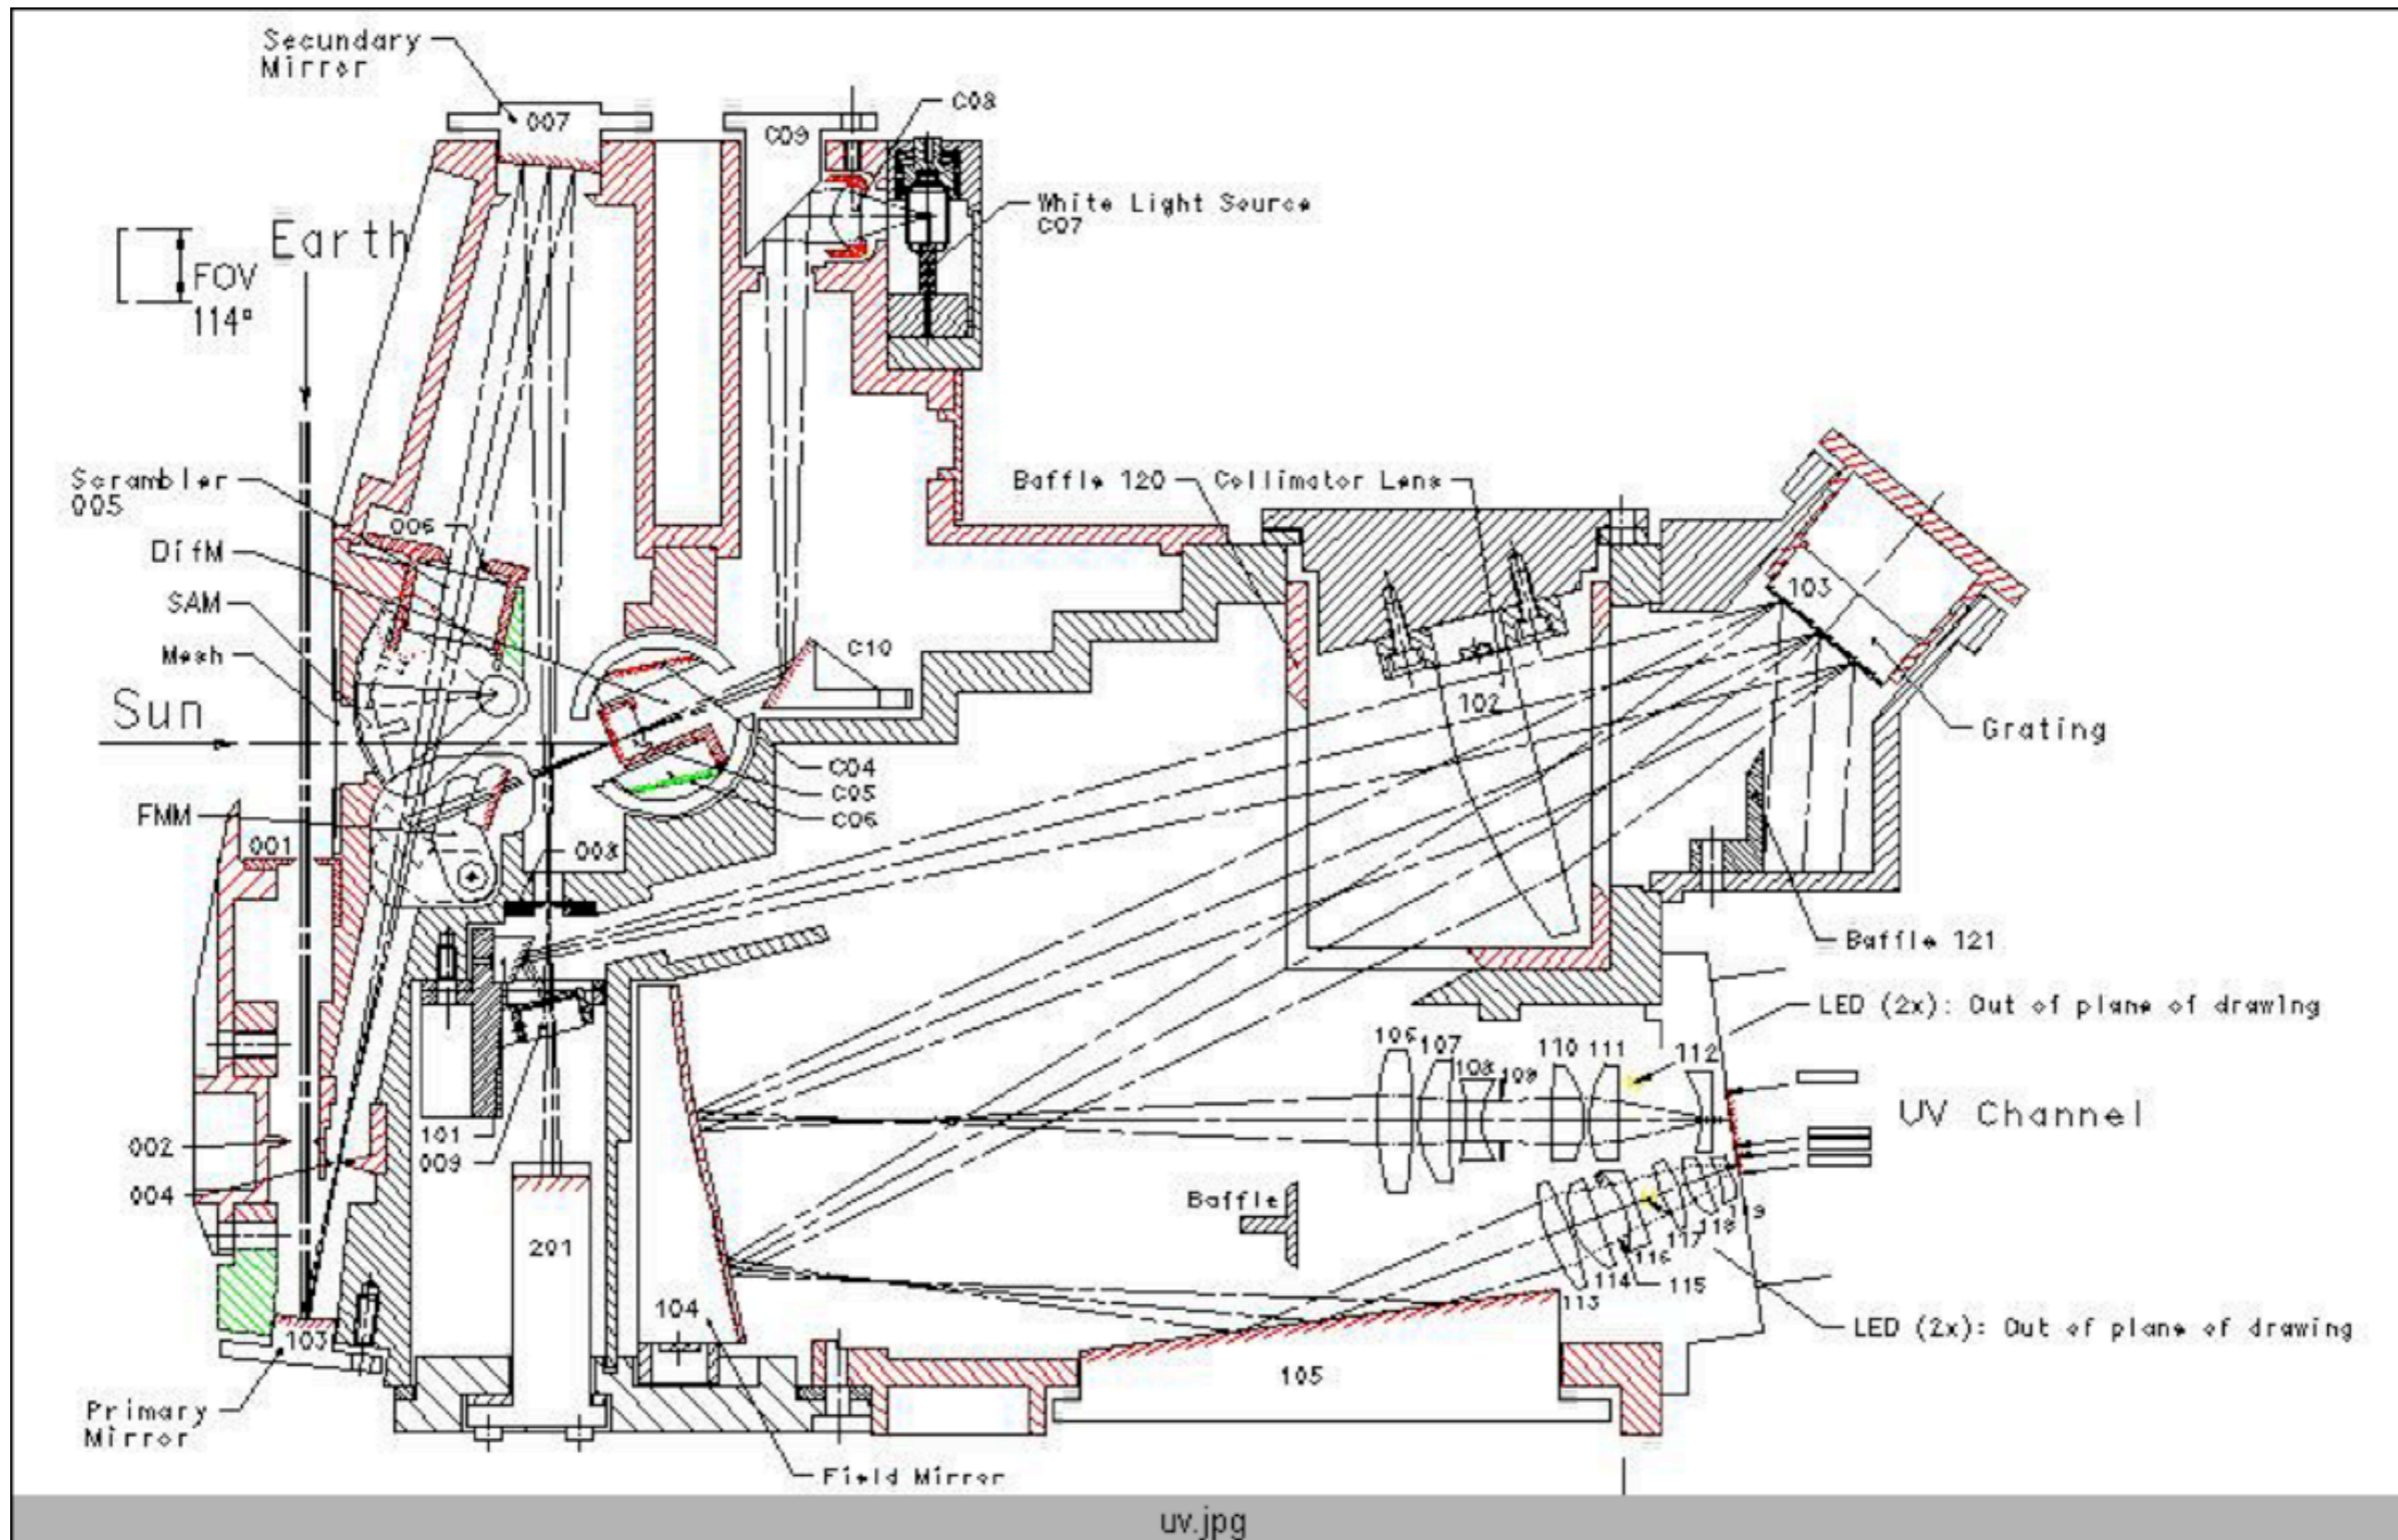 Secundary
Mirror
007
C09
C08
White Light Source
C07
Earth
FOV
114°
Scrambler
005
006
DifM
SAM
Mesh
Sun
FMM
001
C10
C04
C05
C06
008
Baffle 120
Collimator Lens
102
103
Grating
Baffle 121
LED (2x): Out of plane of drawing
106
107
108
109
110
111
112
UV Channel
002
004
101
009
Baffle
201
104
103
113
114
115
116
117
118
119
105
LED (2x): Out of plane of drawing
Primary
Mirror
Field Mirror
uv.jpg